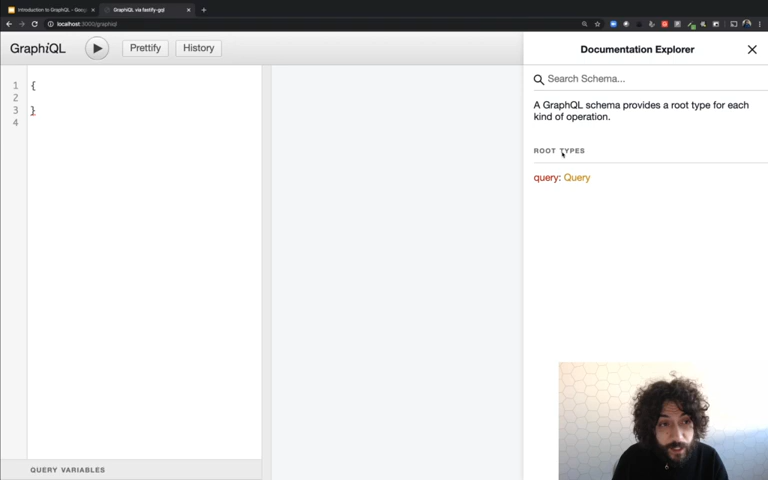 Introduction to GraphQL - Goog
GraphiQL via fastify-gql
localhost:3000/graphiql
GraphiQL
Prettify
History
Documentation Explorer
1 {
2
3 }
4
Search Schema...
A GraphQL schema provides a root type for each
kind of operation.
ROOT TYPES
query: Query
QUERY VARIABLES